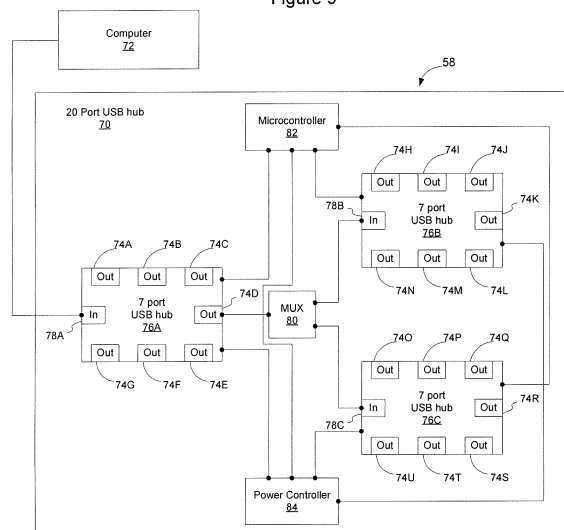 Figure 9
Computer
72
58
20 Port USB hub
70
Microcontroller
82
74H
74I
74J
Out
Out
Out
78B
In
7 port
USB hub
76B
Out
74K
74N
74M
74L
Out
Out
Out
74A
74B
74C
Out
Out
Out
74D
78A
In
7 port
USB hub
76A
Out
MUX
80
Out
Out
Out
74G
74F
74E
74O
74P
74Q
Out
Out
Out
In
7 port
USB hub
76C
Out
74R
78C
Out
Out
Out
74U
74T
74S
Power Controller
84